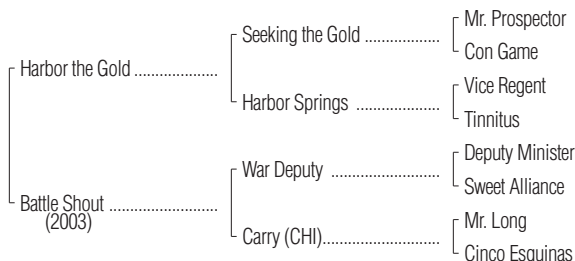 Mr. Prospector
Seeking the Gold ..................
Con Game
Harbor the Gold ....................
Vice Regent
Harbor Springs ....................
Tinnitus
Deputy Minister
War Deputy ..........................
Sweet Alliance
Battle Shout ..........................
(2003)
Mr. Long
Carry (CHI)............................
Cinco Esquinas